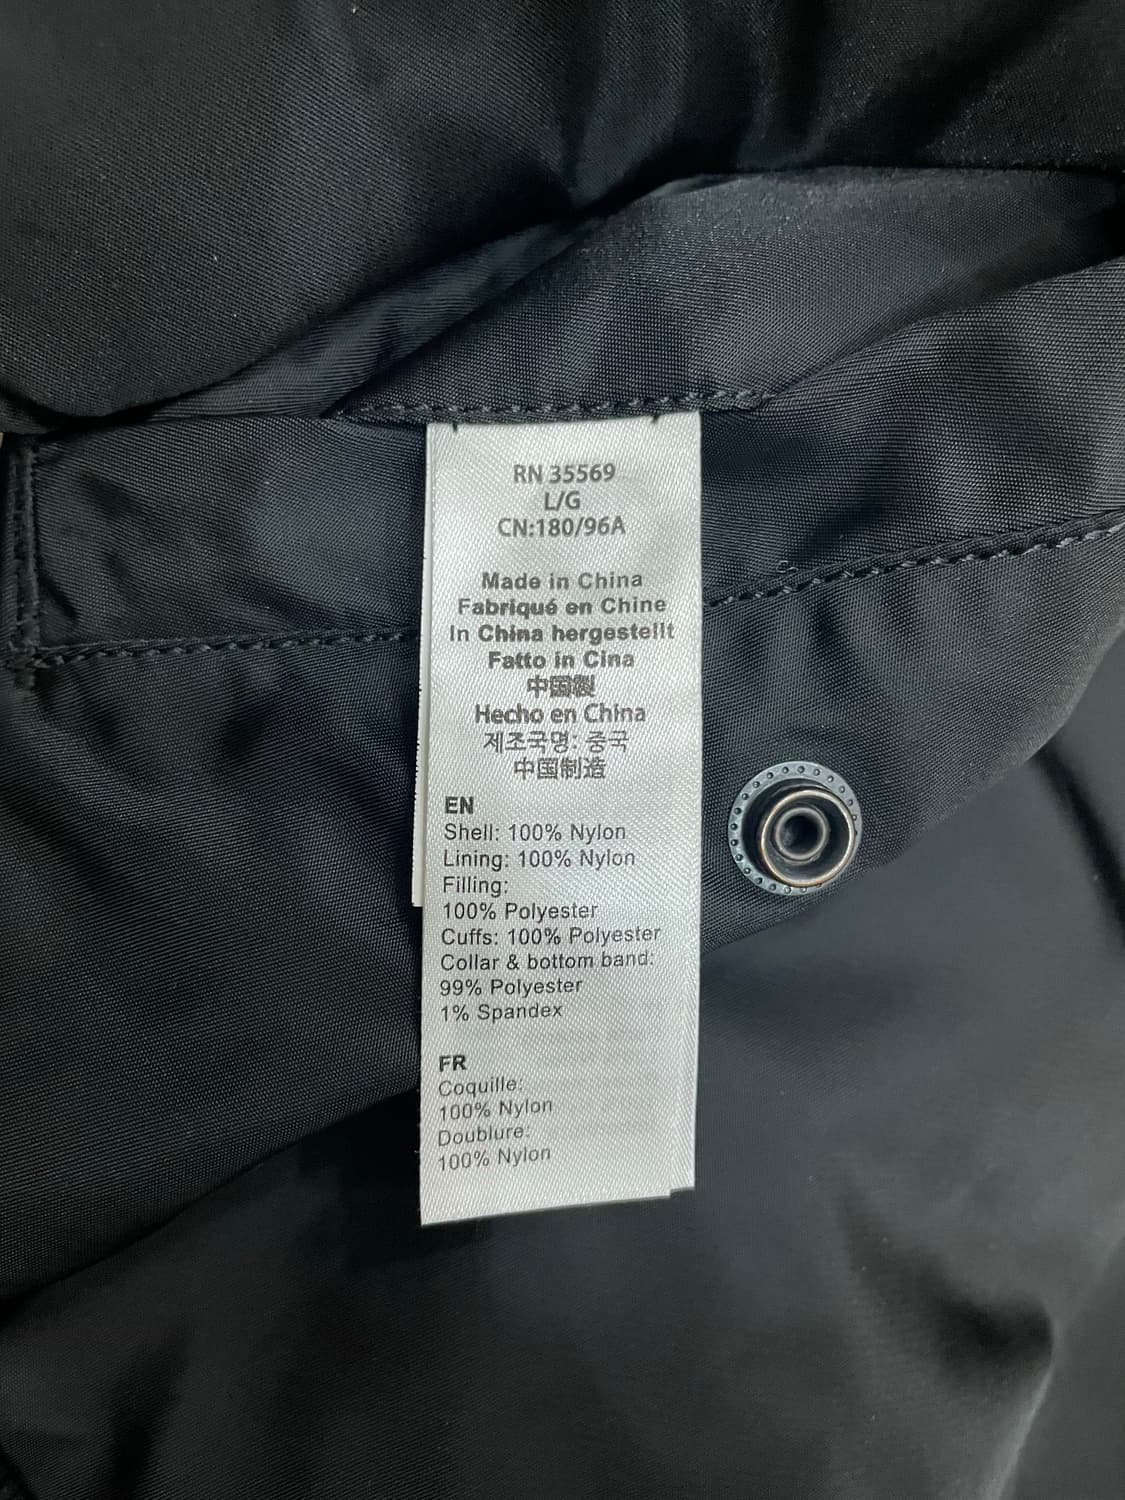 RN 35569
L/G
CN:180/96A
Made in China
Fabriqué en Chine
In China hergestellt
Fatto in Cina
中国製
Hecho en China
제조국명: 중국
中国制造
EN
Shell: 100% Nylon
Lining: 100% Nylon
Filling:
100% Polyester
Cuffs: 100% Polyester
Collar & bottom band:
99% Polyester
1% Spandex
FR
Coquille:
100% Nylon
Doublure:
100% Nylon